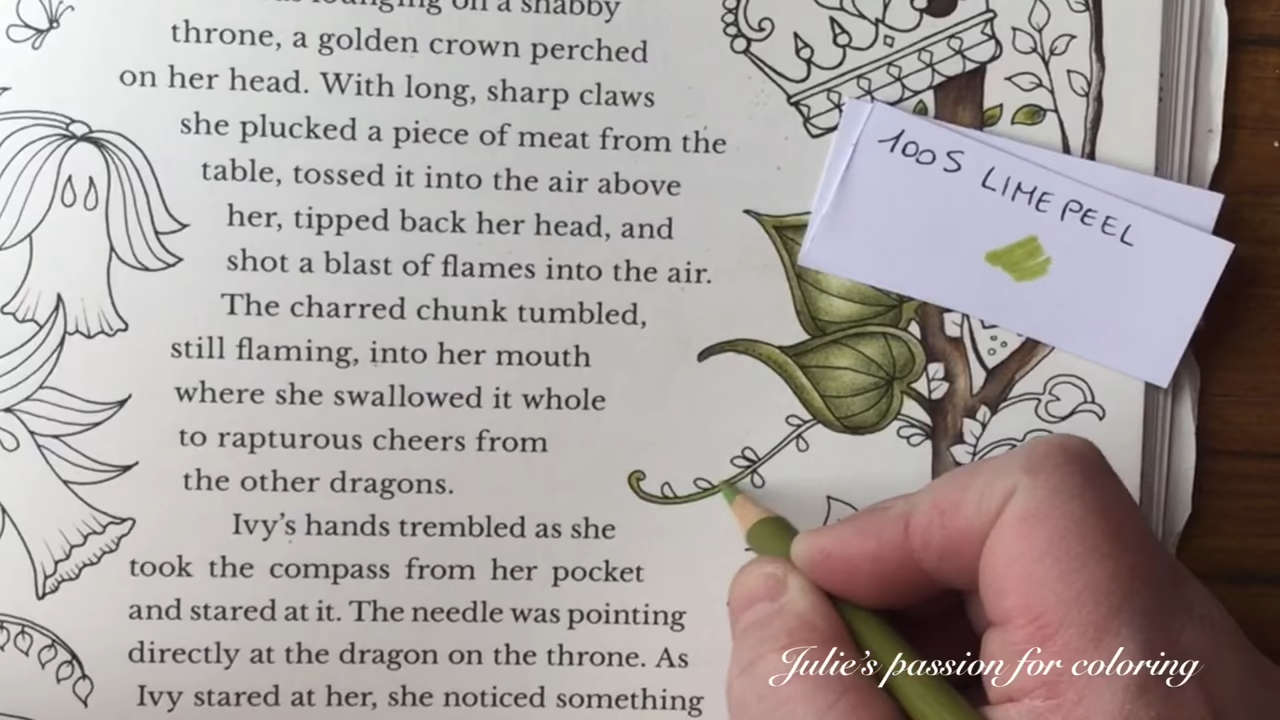 lounging on a shabby
throne, a golden crown perched
on her head. With long, sharp claws
she plucked a piece of meat from the
table, tossed it into the air above
her, tipped back her head, and
shot a blast of flames into the air.
The charred chunk tumbled,
still flaming, into her mouth
where she swallowed it whole
to rapturous cheers from
the other dragons.
Ivy's hands trembled as she
took the compass from her pocket
and stared at it. The needle was pointing
directly at the dragon on the throne. As
Ivy stared at her, she noticed something
100S LIME PEEL
Julie's passion for coloring